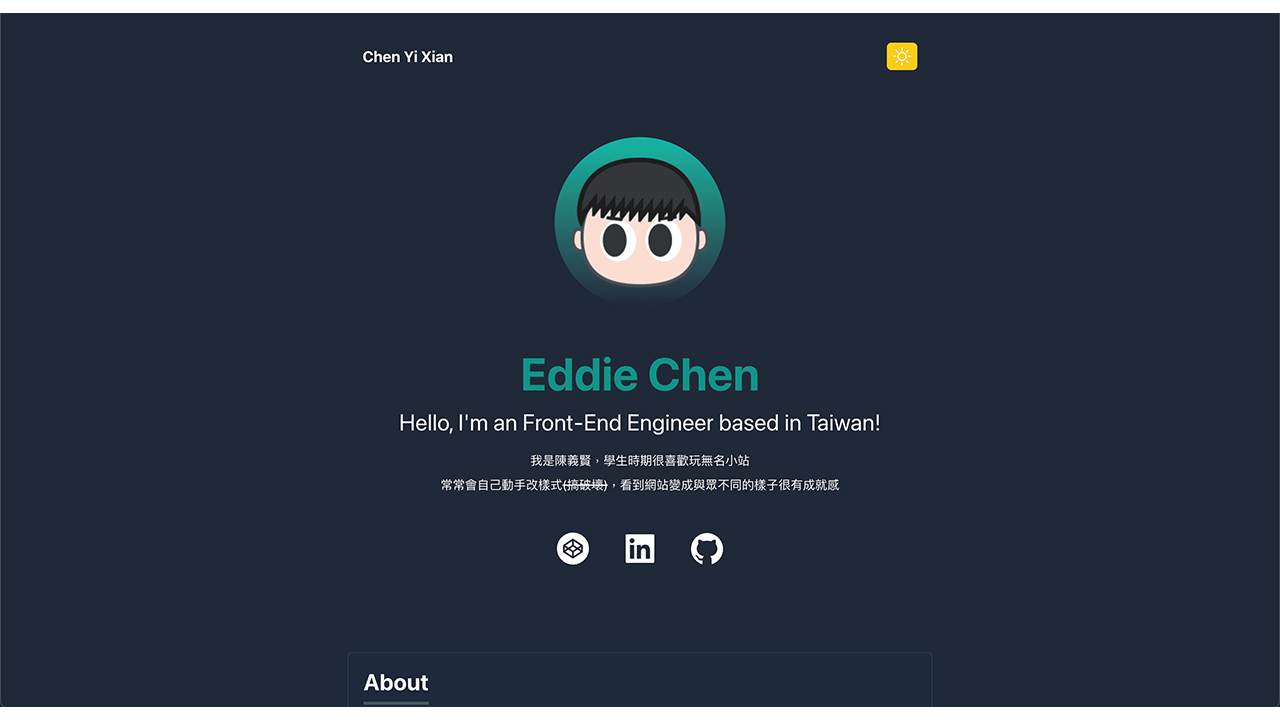 Chen Yi Xian
Eddie Chen
Hello, I'm an Front-End Engineer based in Taiwan!
我是陳義賢，學生時期很喜歡玩無名小站
常常會自己動手改樣式(搞破壞)，看到網站變成與眾不同的樣子很有成就感
in
About